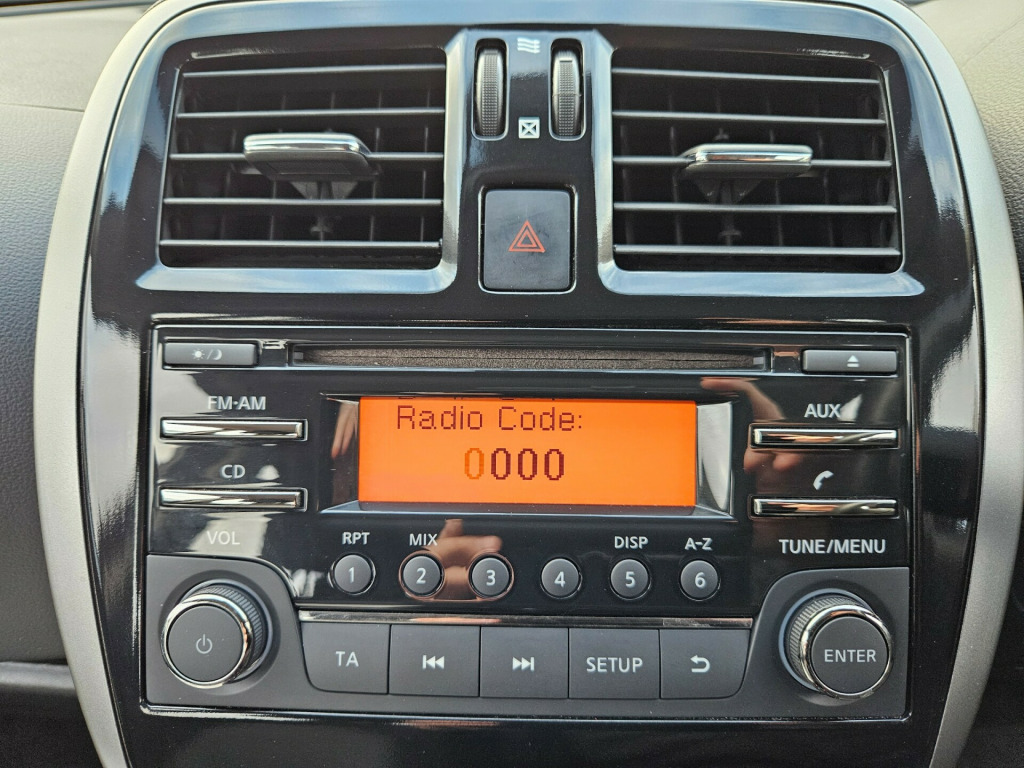 FM-AM
Radio Code:
AUX
0000
CD
VOL
RPT
MIX
DISP
A-Z
TUNE/MENU
1
2
3
4
5
6
TA
SETUP
ENTER